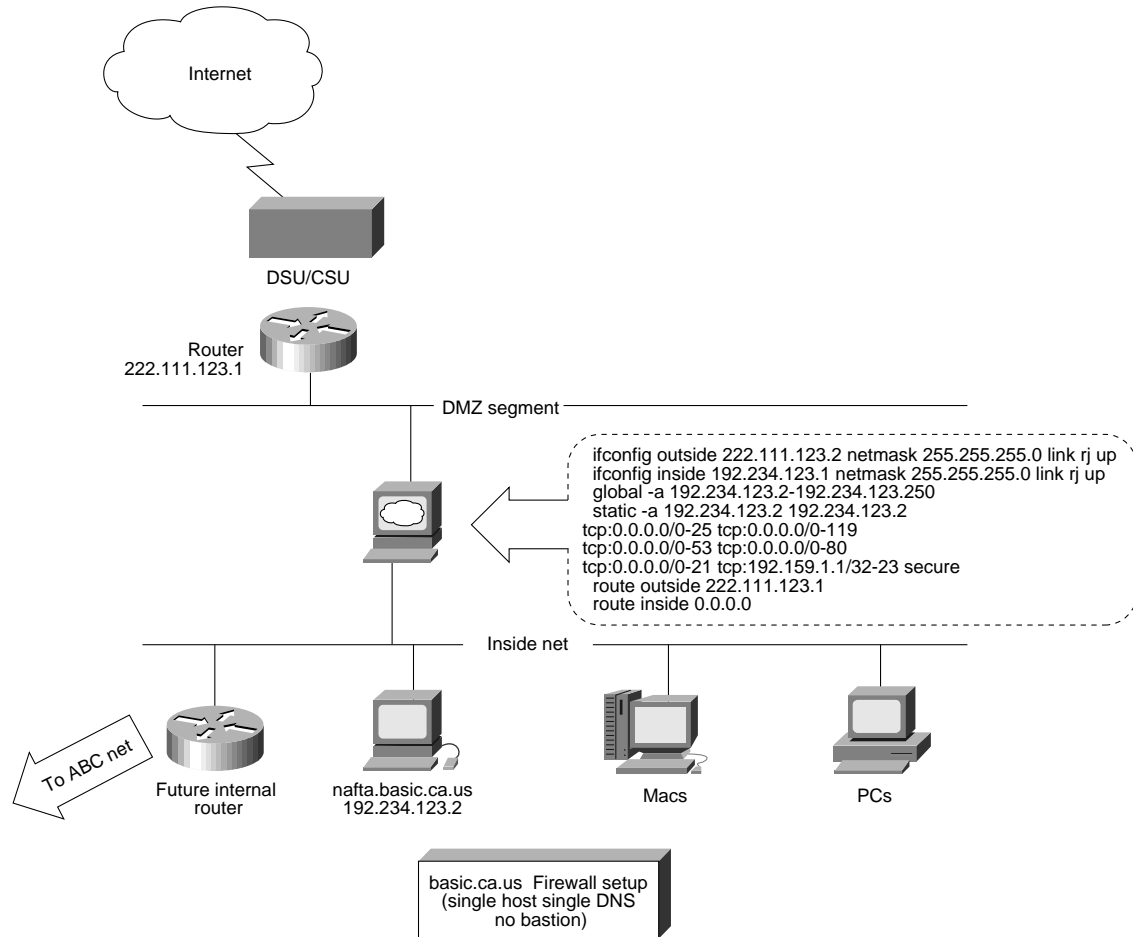 Internet
DSU/CSU
Router
222.111.123.1
DMZ segment
ifconfig outside 222.111.123.2 netmask 255.255.255.0 link rj up
ifconfig inside 192.234.123.1 netmask 255.255.255.0 link rj up
global -a 192.234.123.2-192.234.123.250
static -a 192.234.123.2 192.234.123.2
tcp:0.0.0.0/0-25 tcp:0.0.0.0/0-119
tcp:0.0.0.0/0-53 tcp:0.0.0.0/0-80
tcp:0.0.0.0/0-21 tcp:192.159.1.1/32-23 secure
route outside 222.111.123.1
route inside 0.0.0.0
Inside net
To ABC net
Future internal
router
nafta.basic.ca.us
192.234.123.2
Macs
PCs
basic.ca.us  Firewall setup
(single host single DNS
no bastion)